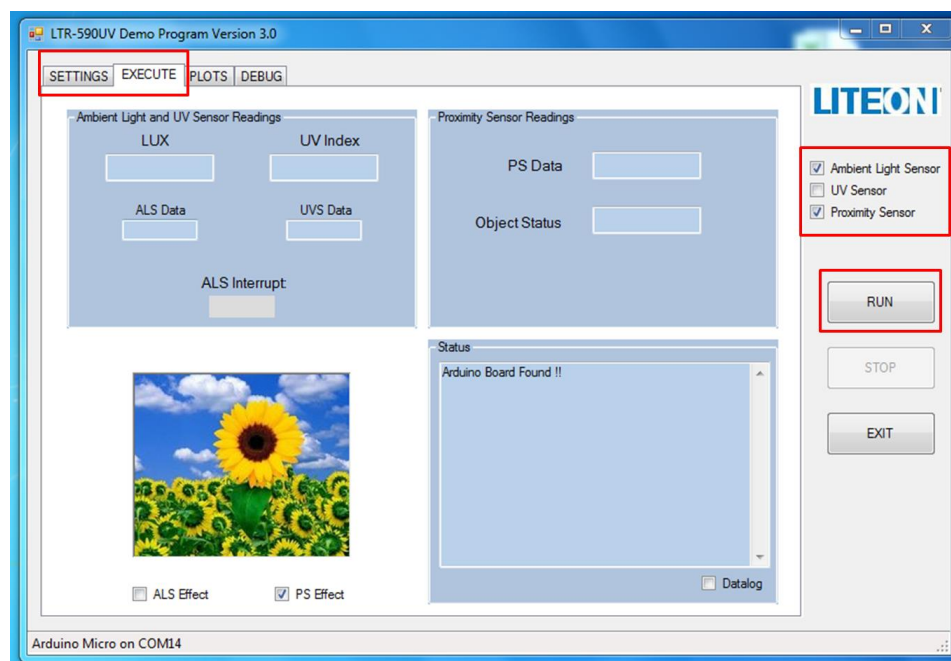 LTR-590UV Demo Program Version 3.0
SETTINGS EXECUTE PLOTS DEBUG
LITEON
Ambient Light and UV Sensor Readings
LUX UV Index
ALS Data UVS Data
ALS Interrupt:
Proximity Sensor Readings
PS Data
Object Status
Ambient Light Sensor
UV Sensor
Proximity Sensor
RUN
STOP
EXIT
Status
Arduino Board Found !!
Datalog
ALS Effect PS Effect
Arduino Micro on COM14